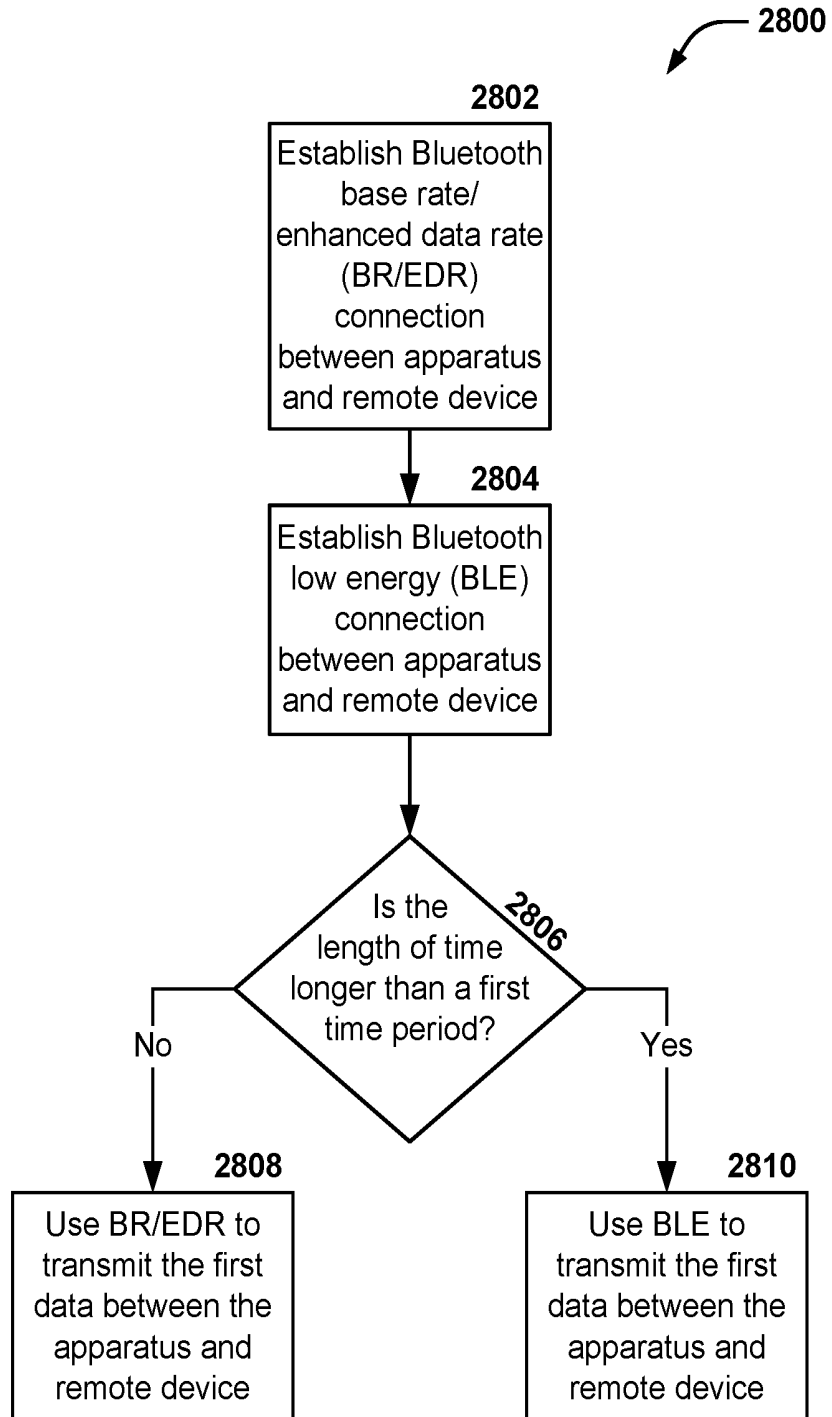 2800
2802
Establish Bluetooth
base rate/
enhanced data rate
(BR/EDR)
connection
between apparatus
and remote device
2804
Establish Bluetooth
low energy (BLE)
connection
between apparatus
and remote device
2806
Is the
length of time
longer than a first
time period?
No
Yes
2808
Use BR/EDR to
transmit the first
data between the
apparatus and
remote device
2810
Use BLE to
transmit the first
data between the
apparatus and
remote device